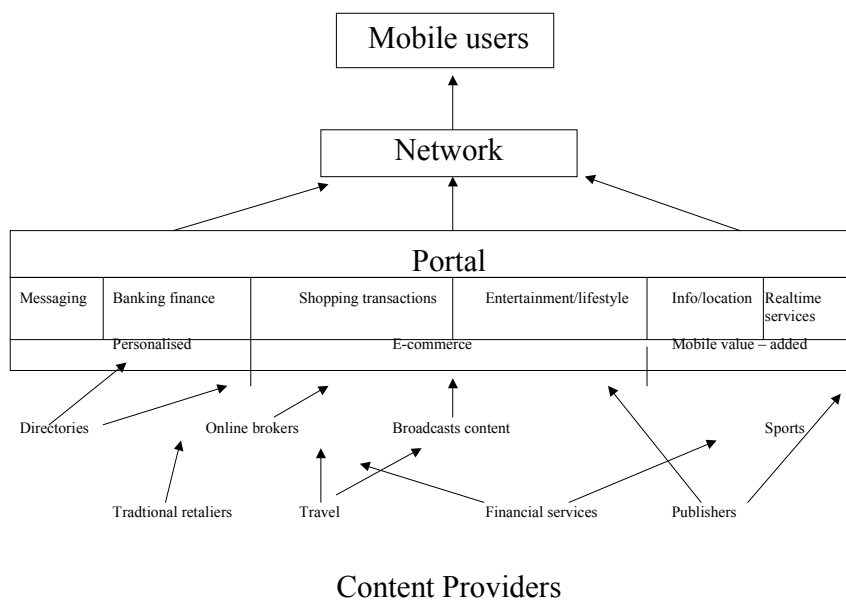 Mobile users
Network
Portal
Messaging
Banking finance
Shopping transactions
Entertainment/lifestyle
Info/location
Realtime
services
Personalised
E-commerce
Mobile value – added
Directories
Online brokers
Broadcasts content
Sports
Tradtional retaliers
Travel
Financial services
Publishers
Content Providers